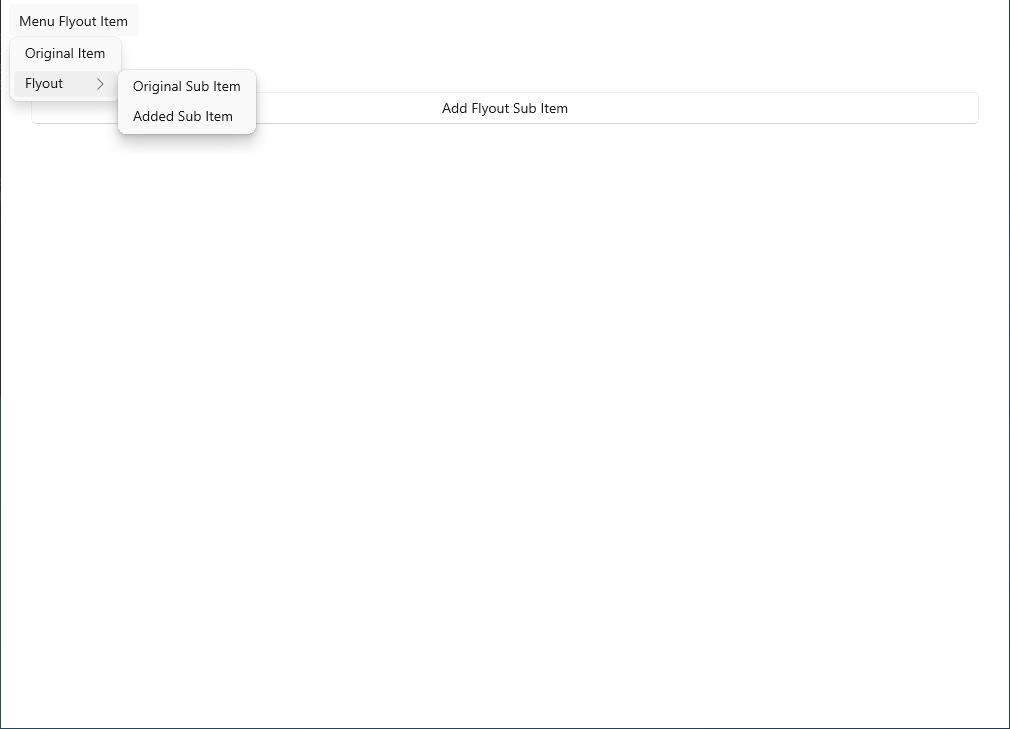 Menu Flyout Item
Original Item
Flyout
Original Sub Item
Added Sub Item
Add Flyout Sub Item